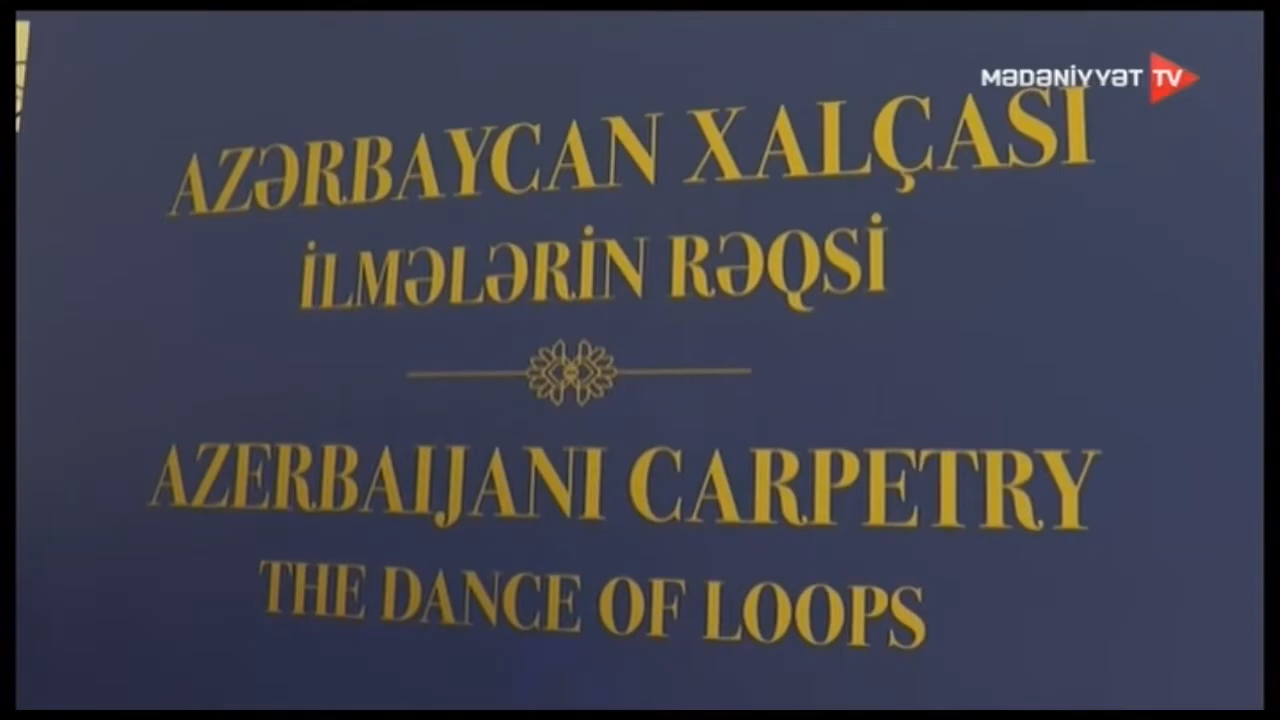 MƏDƏNİYYƏT TV
AZƏRBAYCAN XALÇASI
İLMƏLƏRİN RƏQSİ
AZERBAIJANI CARPETRY
THE DANCE OF LOOPS